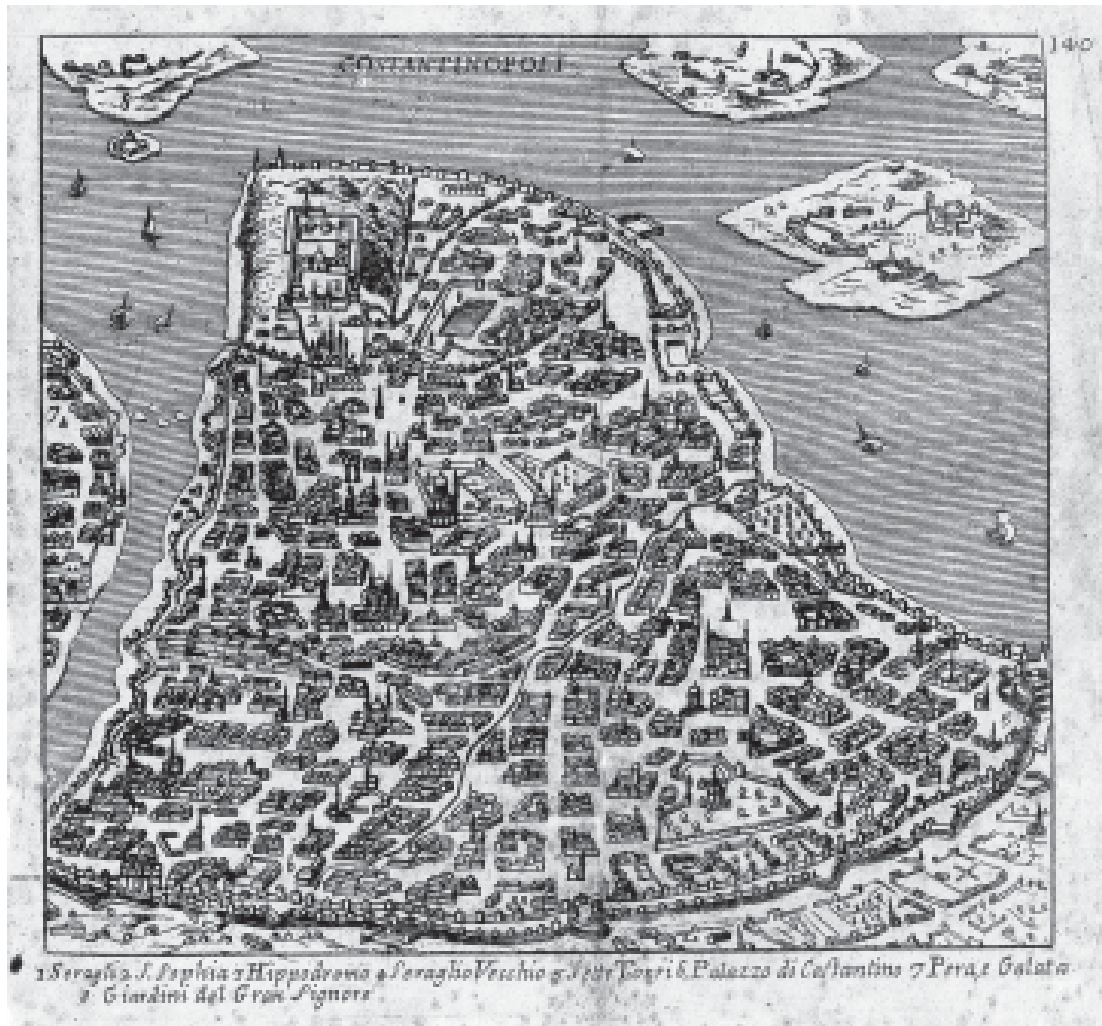 COSTANTINOPOLI
140
1 Seraglio 2 S. Sophia 3 Hippodromo 4 Seraglio Vecchio 5 Sette Torri 6. Palazzo di Costantino 7 Pera, e Galata
e Giardini del Gran Signore